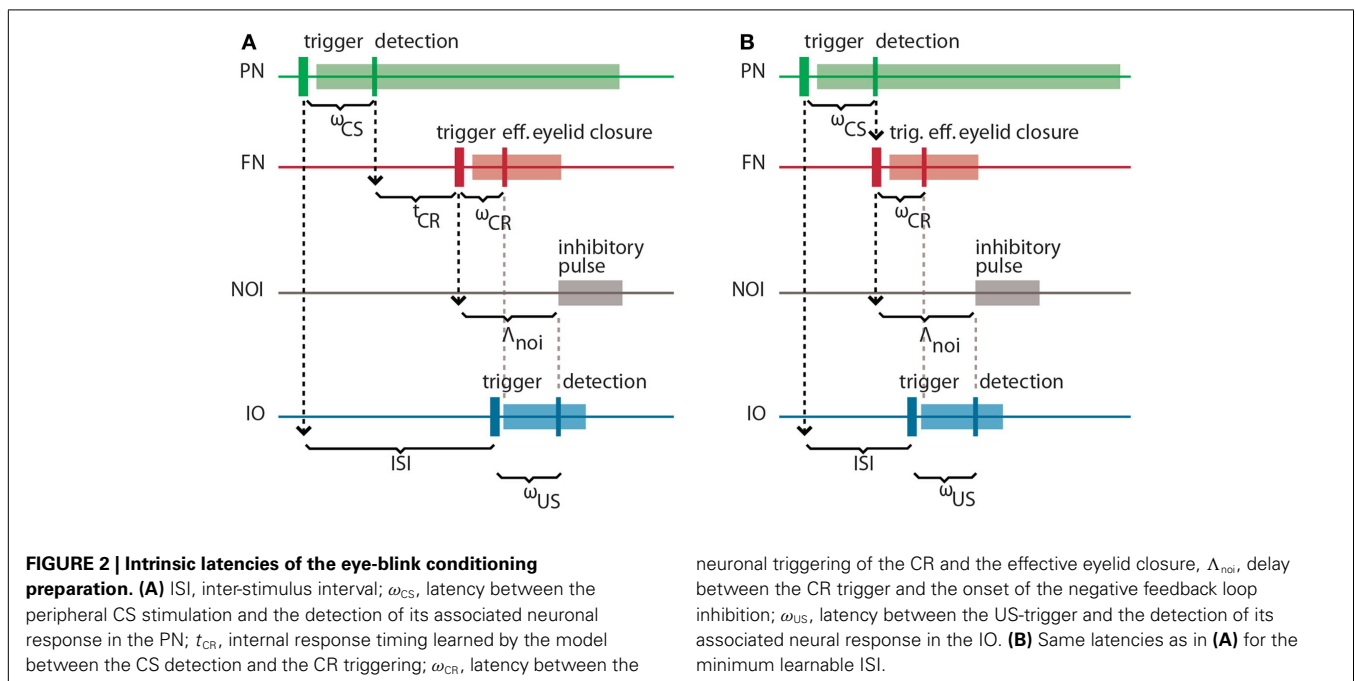 A
trigger detection
PN
ωCS
trigger eff. eyelid closure
FN
tCR
ωCR
inhibitory
pulse
NOI
Λnoi
trigger detection
IO
ISI
ωUS
B
trigger detection
PN
ωCS
trig. eff. eyelid closure
FN
ωCR
inhibitory
pulse
NOI
Λnoi
trigger detection
IO
ISI
ωUS
FIGURE 2 | Intrinsic latencies of the eye-blink conditioning
preparation. (A) ISI, inter-stimulus interval; ωCS, latency between the
peripheral CS stimulation and the detection of its associated neuronal
response in the PN; tCR, internal response timing learned by the model
between the CS detection and the CR triggering; ωCR, latency between the
neuronal triggering of the CR and the effective eyelid closure, Λnoi, delay
between the CR trigger and the onset of the negative feedback loop
inhibition; ωUS, latency between the US-trigger and the detection of its
associated neural response in the IO. (B) Same latencies as in (A) for the
minimum learnable ISI.